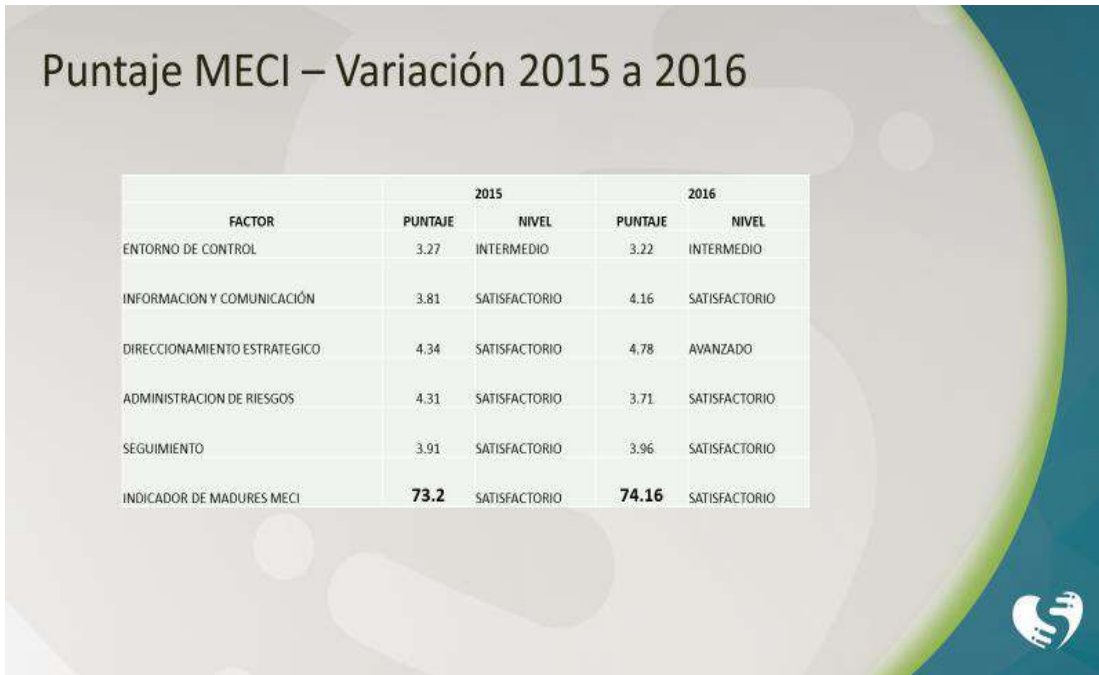 Puntaje MECI – Variación 2015 a 2016
2015 2016
FACTOR PUNTAJE NIVEL PUNTAJE NIVEL
ENTORNO DE CONTROL 3.27 INTERMEDIO 3.22 INTERMEDIO
INFORMACION Y COMUNICACIÓN 3.81 SATISFACTORIO 4.16 SATISFACTORIO
DIRECCIONAMIENTO ESTRATEGICO 4.34 SATISFACTORIO 4.78 AVANZADO
ADMINISTRACION DE RIESGOS 4.31 SATISFACTORIO 3.71 SATISFACTORIO
SEGUIMIENTO 3.91 SATISFACTORIO 3.96 SATISFACTORIO
INDICADOR DE MADURES MECI 73.2 SATISFACTORIO 74.16 SATISFACTORIO